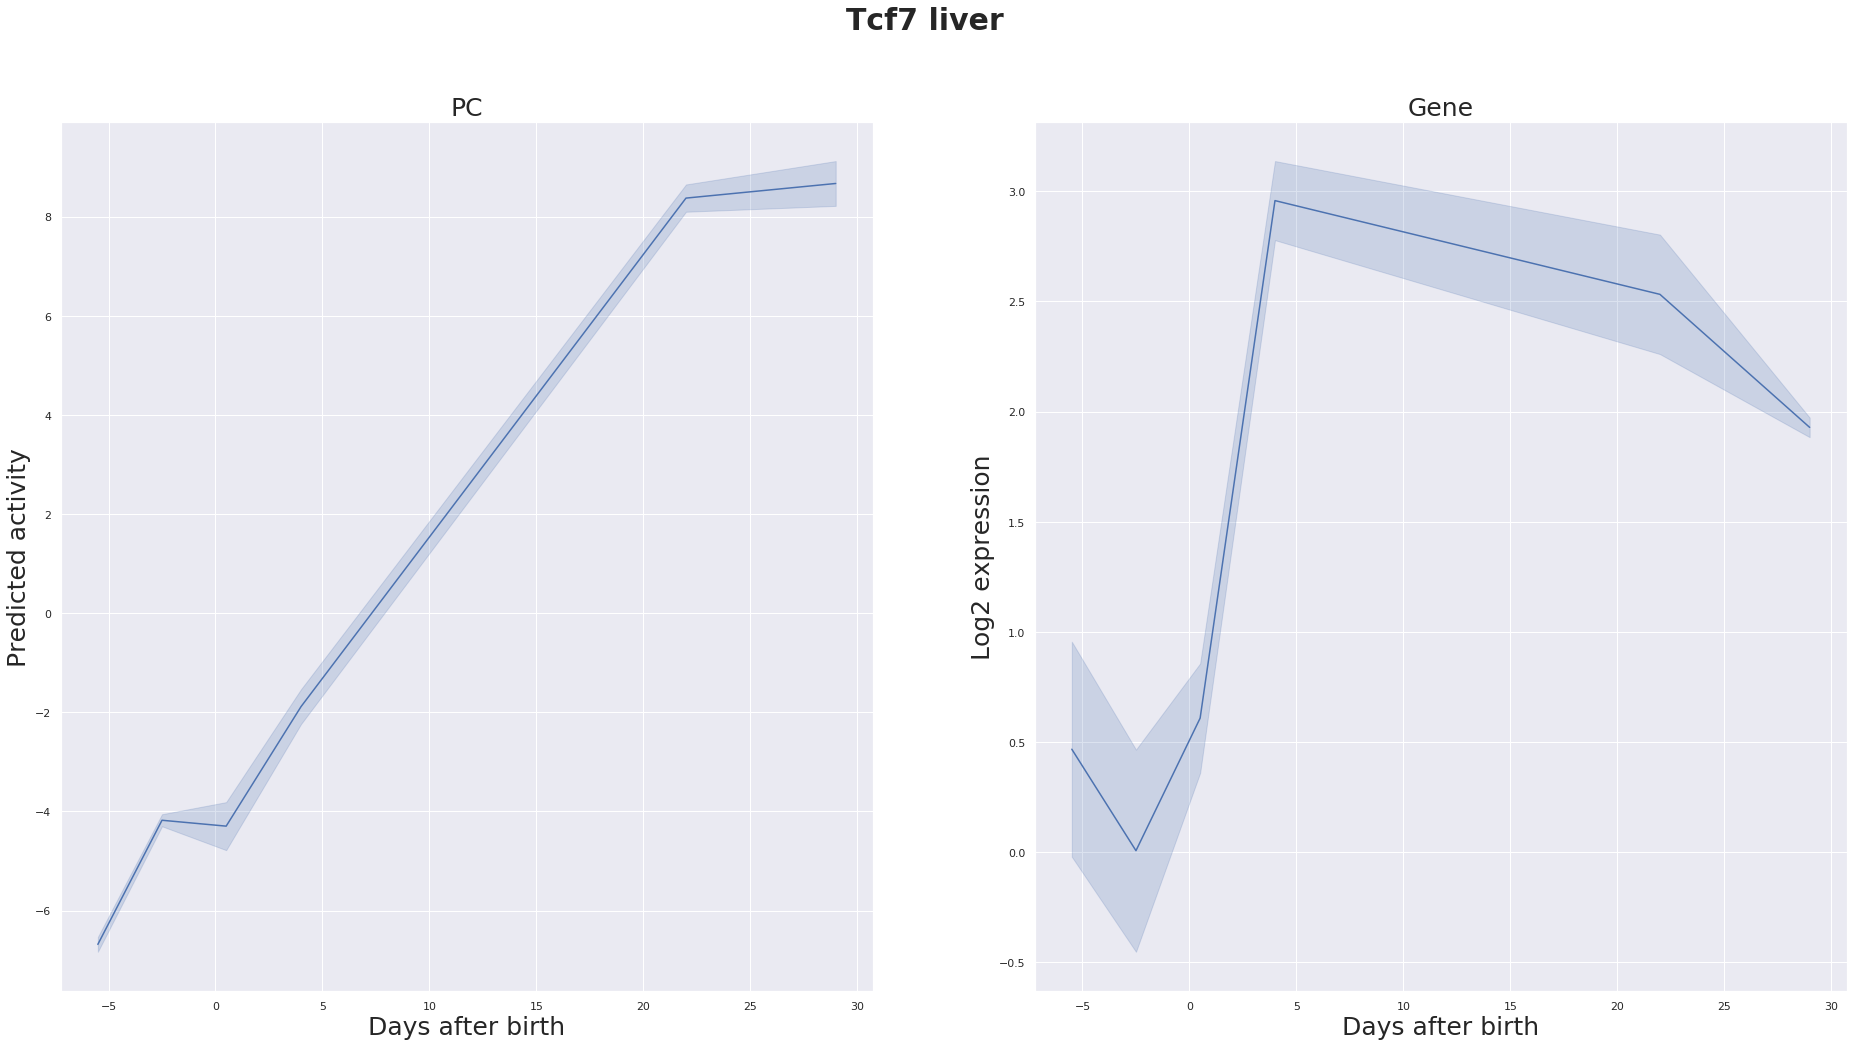 Tcf7 liver
PC
Predicted activity
8
6
4
2
0
−2
−4
−6
−5 0 5 10 15 20 25 30
Days after birth
Gene
Log2 expression
3.0
2.5
2.0
1.5
1.0
0.5
0.0
−0.5
−5 0 5 10 15 20 25 30
Days after birth